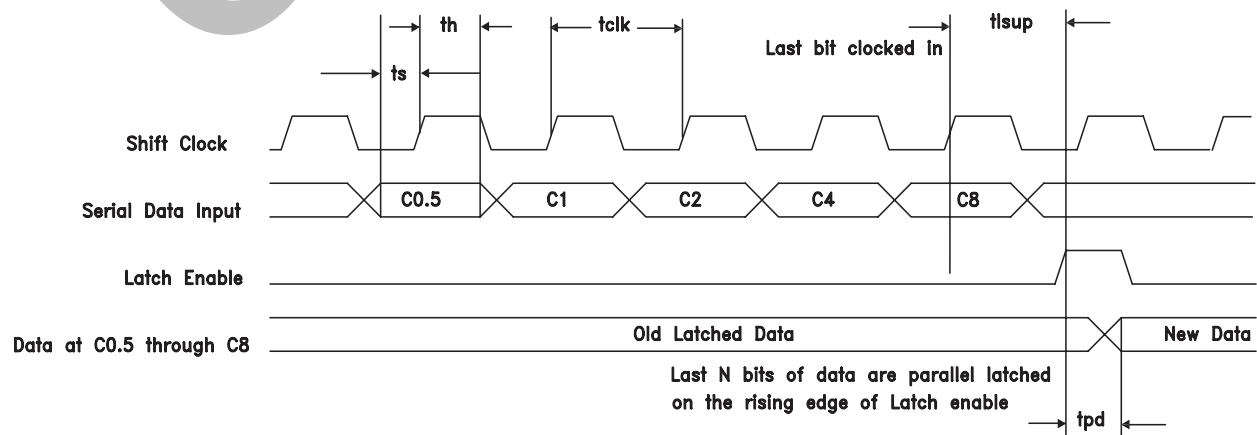 th
tclk
tlsup
Last bit clocked in
ts
Shift Clock
C0.5
C1
C2
C4
C8
Serial Data Input
Latch Enable
Data at C0.5 through C8
Old Latched Data
New Data
Last N bits of data are parallel latched
on the rising edge of Latch enable
tpd